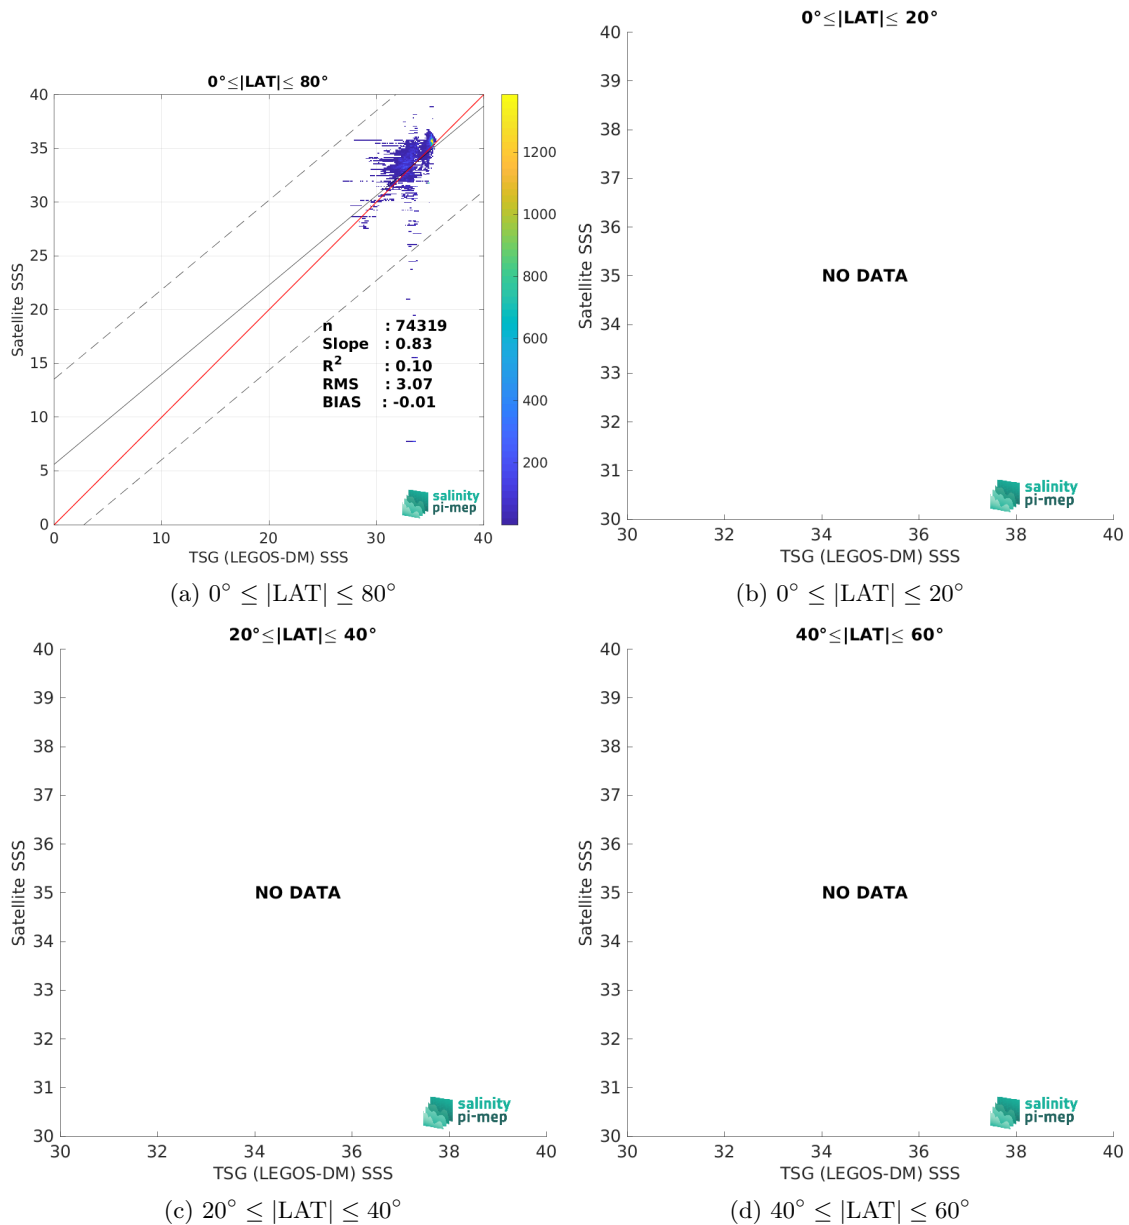 0°≤|LAT|≤ 80°
40
35
30
25
20
15
10
5
0
0
10
20
30
40
Satellite SSS
TSG (LEGOS-DM) SSS
n : 74319
Slope : 0.83
R² : 0.10
RMS : 3.07
BIAS : -0.01
1200
1000
800
600
400
200
salinity
pi-mep
(a) 0° ≤ |LAT| ≤ 80°
0°≤|LAT|≤ 20°
40
39
38
37
36
35
34
33
32
31
30
30
32
34
36
38
40
Satellite SSS
TSG (LEGOS-DM) SSS
NO DATA
salinity
pi-mep
(b) 0° ≤ |LAT| ≤ 20°
20°≤|LAT|≤ 40°
40
39
38
37
36
35
34
33
32
31
30
30
32
34
36
38
40
Satellite SSS
TSG (LEGOS-DM) SSS
NO DATA
salinity
pi-mep
(c) 20° ≤ |LAT| ≤ 40°
40°≤|LAT|≤ 60°
40
39
38
37
36
35
34
33
32
31
30
30
32
34
36
38
40
Satellite SSS
TSG (LEGOS-DM) SSS
NO DATA
salinity
pi-mep
(d) 40° ≤ |LAT| ≤ 60°